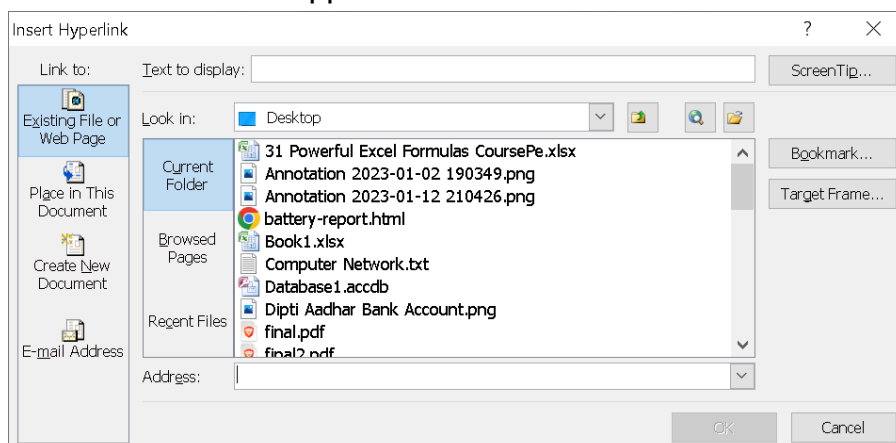 Insert Hyperlink ? X
Link to:
Text to display:
ScreenTip...
Existing File or
Web Page
Look in:
Desktop
Current
Folder
31 Powerful Excel Formulas CoursePe.xlsx
Annotation 2023-01-02 190349.png
Annotation 2023-01-12 210426.png
battery-report.html
Book1.xlsx
Computer Network.txt
Database1.accdb
Dipti Aadhar Bank Account.png
final.pdf
final2.pdf
Bookmark...
Target Frame...
Place in This
Document
Browsed
Pages
Create New
Document
Recent Files
E-mail Address
Address:
OK
Cancel